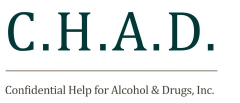 C.H.A.D.
Confidential Help for Alcohol & Drugs, Inc.